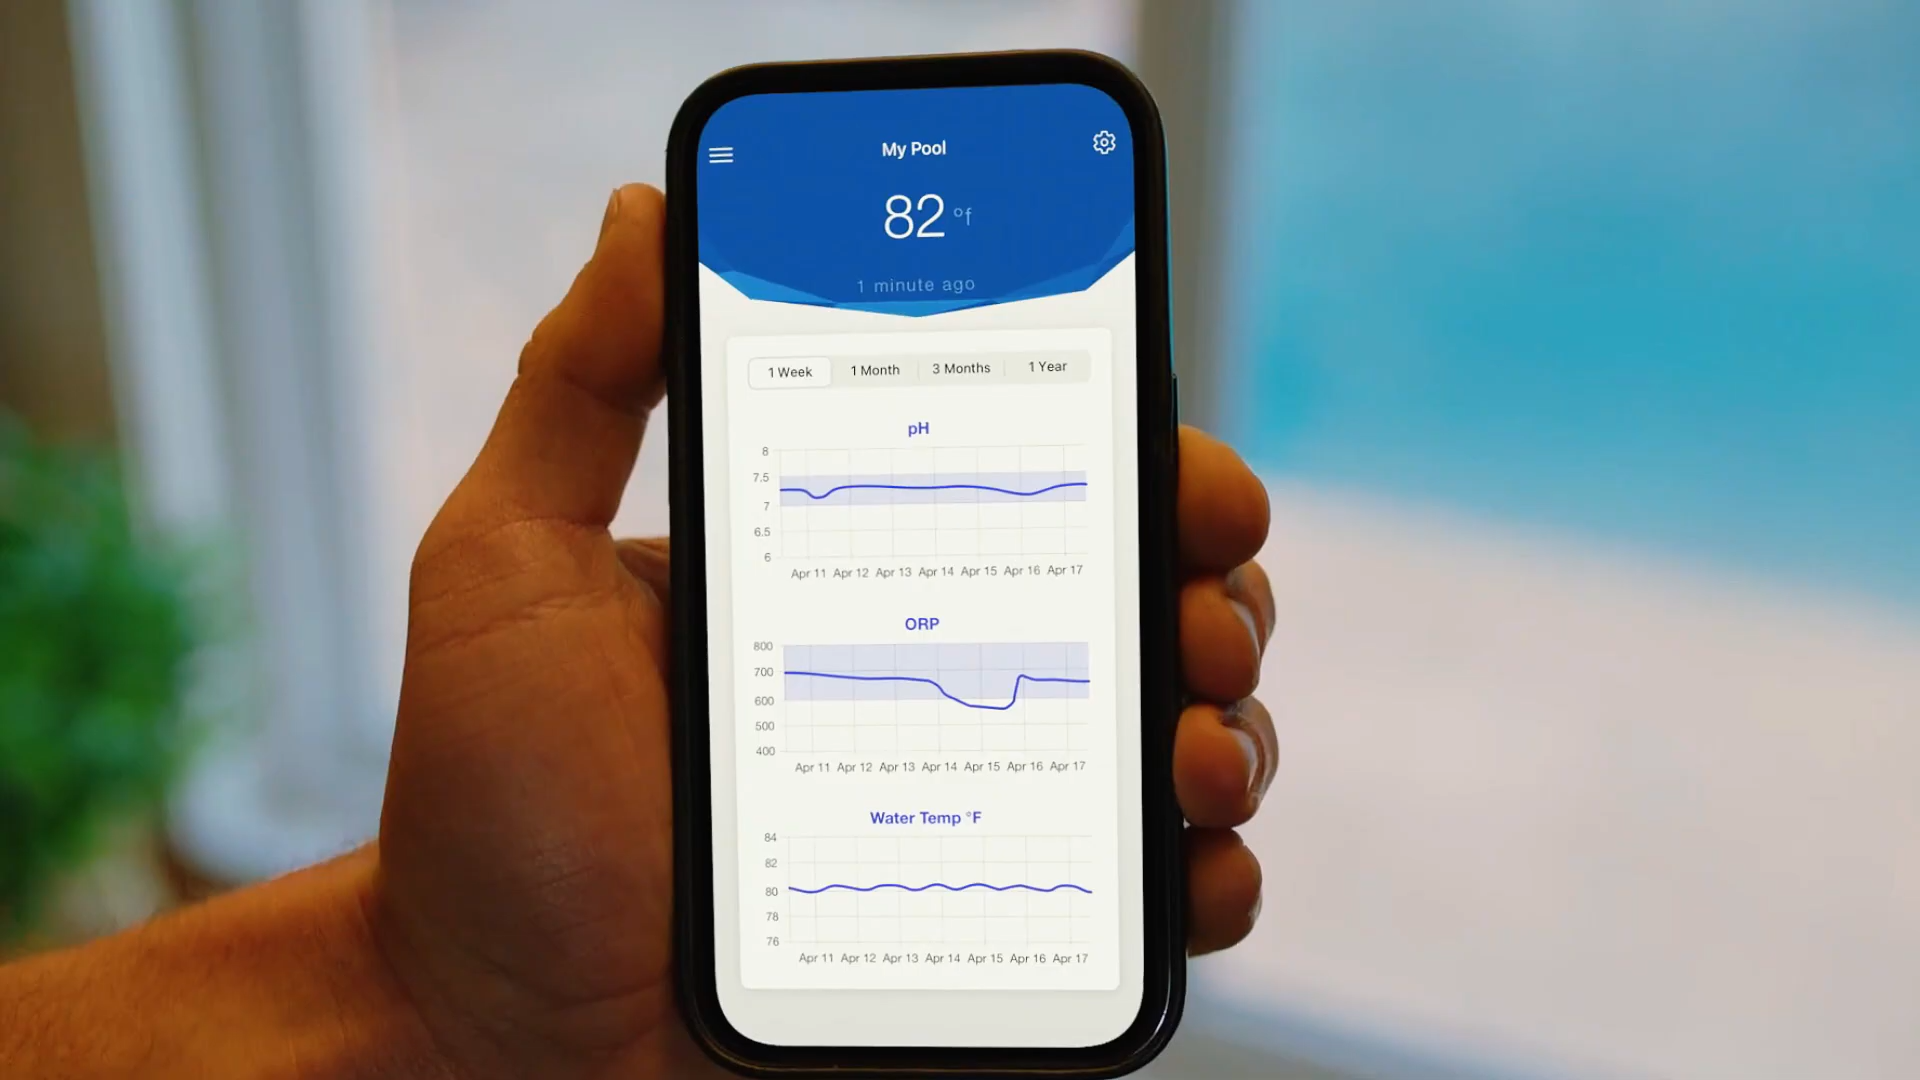 My Pool
82 °f
1 minute ago
1 Week 1 Month 3 Months 1 Year
pH
8
7.5
7
6.5
6
Apr 11 Apr 12 Apr 13 Apr 14 Apr 15 Apr 16 Apr 17
ORP
800
700
600
500
400
Apr 11 Apr 12 Apr 13 Apr 14 Apr 15 Apr 16 Apr 17
Water Temp °F
84
82
80
78
76
Apr 11 Apr 12 Apr 13 Apr 14 Apr 15 Apr 16 Apr 17